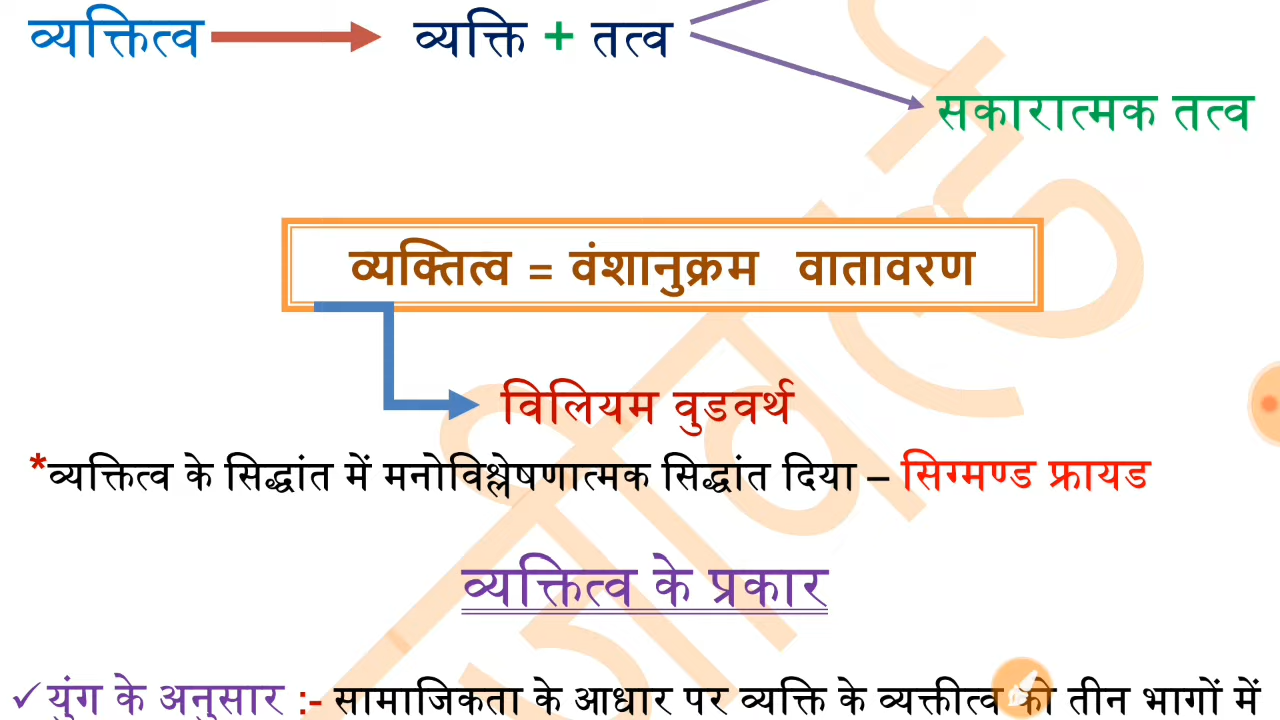 व्यक्तित्व व्यक्ति + तत्व
सकारात्मक तत्व
व्यक्तित्व = वंशानुक्रम वातावरण
विलियम वुडवर्थ
*व्यक्तित्व के सिद्धांत में मनोविश्लेषणात्मक सिद्धांत दिया – सिग्मण्ड फ्रायड
व्यक्तित्व के प्रकार
✓ युंग के अनुसार :- सामाजिकता के आधार पर व्यक्ति के व्यक्तीत्व को तीन भागों में